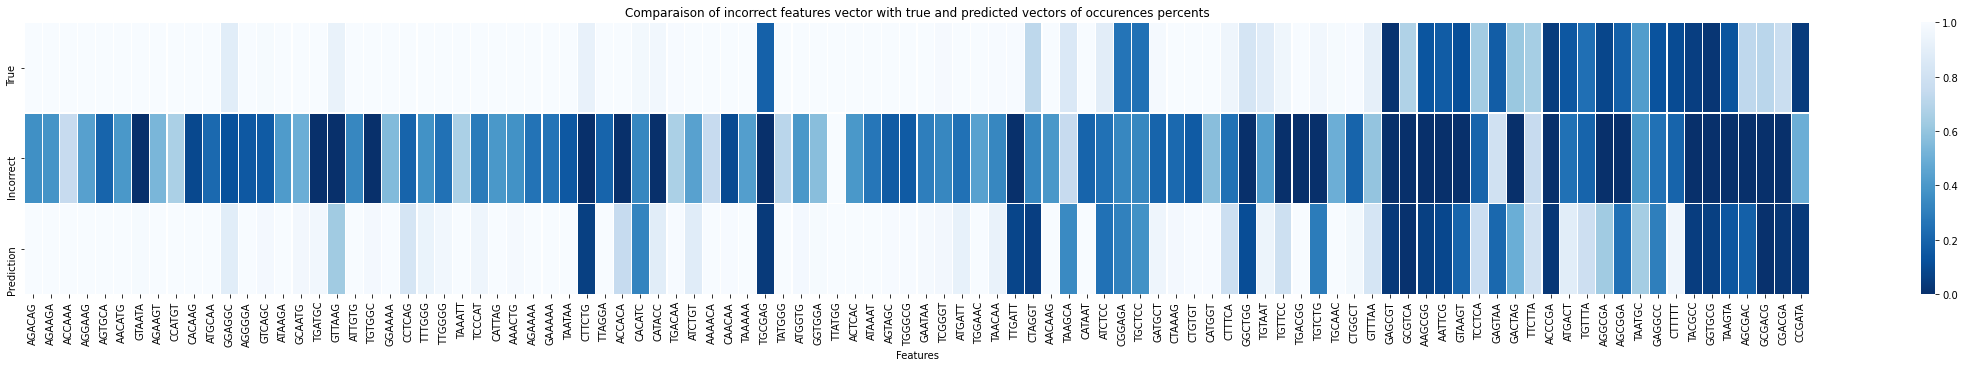 Comparaison of incorrect features vector with true and predicted vectors of occurences percents
True
Incorrect
Prediction
1.0
0.8
0.6
0.4
0.2
0.0
AGACAG
AGAAGA
ACCAAA
AGGAAG
AGTGCA
AACATG
GTAATA
AGAAGT
CCATGT
CACAAG
ATGCAA
GGAGGC
AGGGGA
GTCAGC
ATAAGA
GCAATG
TGATGC
GTTAAG
ATTGTG
TGTGGC
GGAAAA
CCTCAG
TTTGGG
TTGGGG
TAAATT
TCCCAT
CATTAG
AAACTG
AGAAAA
GAAAAA
TAATAA
CTTCTG
TTAGGA
ACCACA
CACATC
CATACC
TGACAA
ATCTGT
AAAACA
CAACAA
TAAAAA
TGCGAG
TATGGG
ATGGTG
GGTGGA
TTATGG
ACTCAC
ATAAAT
AGTAGC
TGGCGG
GAATAA
TCGGGT
ATGATT
TGGAAC
TAACAA
TTGATT
CTAGGT
AACAAG
TAAGCA
CATAAT
ATCTCC
CGGAGA
TGCTCC
GATGCT
CTAAAG
CTGTGT
CATGGT
CTTTCA
GGCTGG
TGTAAT
TGTTCC
TGACGG
TGTCTG
TGCAAC
CTGGCT
GTTTAA
GAGCGT
GCGTCA
AAGCGG
AATTCG
GTAAGT
TCCTCA
GAGTAA
GACTAG
TTCTTA
ACCCGA
ATGACT
TGTTTA
AGGCGA
AGCGGA
TAATGC
GAGGCC
CTTTTT
TACGCC
GGTGCG
TAAGTA
AGCGAC
GCGACG
CGACGA
CCGATA
Features